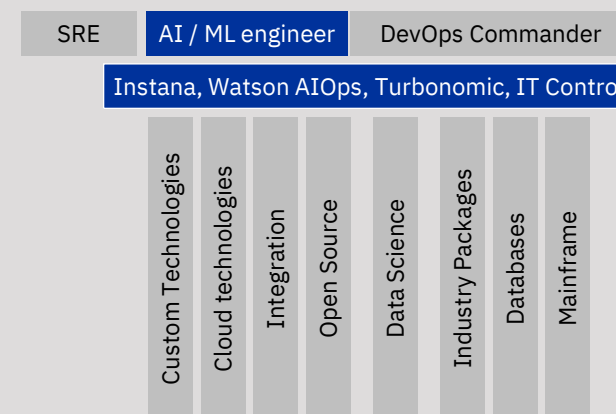 SRE
AI / ML engineer
DevOps Commander
Instana, Watson AIOps, Turbonomic, IT Contro
Custom Technologies
Cloud technologies
Integration
Open Source
Data Science
Industry Packages
Databases
Mainframe